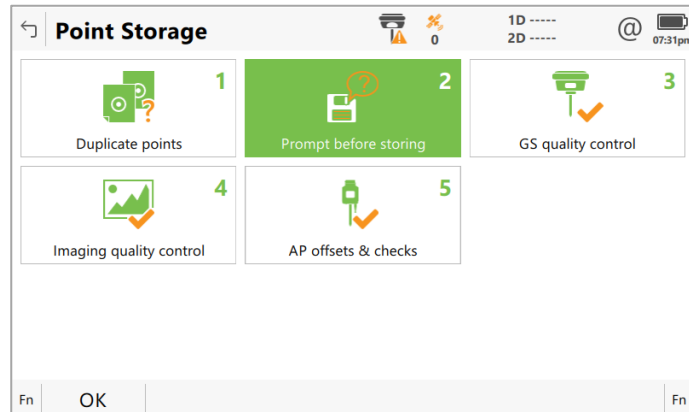 Point Storage
0
1D -----
2D -----
@
07:31pm
1
Duplicate points
2
Prompt before storing
3
GS quality control
4
Imaging quality control
5
AP offsets & checks
Fn
OK
Fn